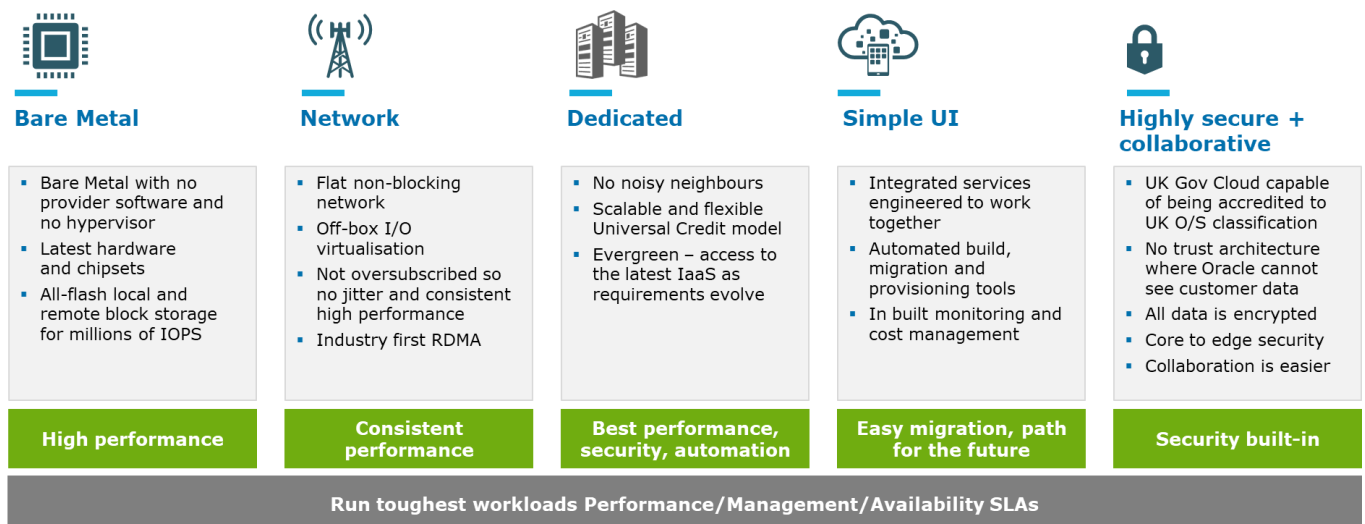 Bare Metal
▪ Bare Metal with no
provider software and
no hypervisor
▪ Latest hardware
and chipsets
▪ All-flash local and
remote block storage
for millions of IOPS
High performance
Network
▪ Flat non-blocking
network
▪ Off-box I/O
virtualisation
▪ Not oversubscribed so
no jitter and consistent
high performance
▪ Industry first RDMA
Consistent
performance
Dedicated
▪ No noisy neighbours
▪ Scalable and flexible
Universal Credit model
▪ Evergreen – access to
the latest IaaS as
requirements evolve
Best performance,
security, automation
Simple UI
▪ Integrated services
engineered to work
together
▪ Automated build,
migration and
provisioning tools
▪ In built monitoring and
cost management
Easy migration, path
for the future
Highly secure +
collaborative
▪ UK Gov Cloud capable
of being accredited to
UK O/S classification
▪ No trust architecture
where Oracle cannot
see customer data
▪ All data is encrypted
▪ Core to edge security
▪ Collaboration is easier
Security built-in
Run toughest workloads Performance/Management/Availability SLAs